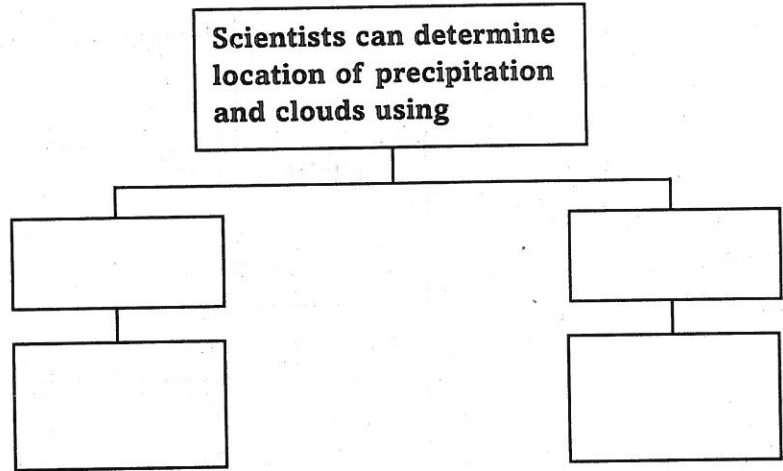 Scientists can determine
location of precipitation
and clouds using